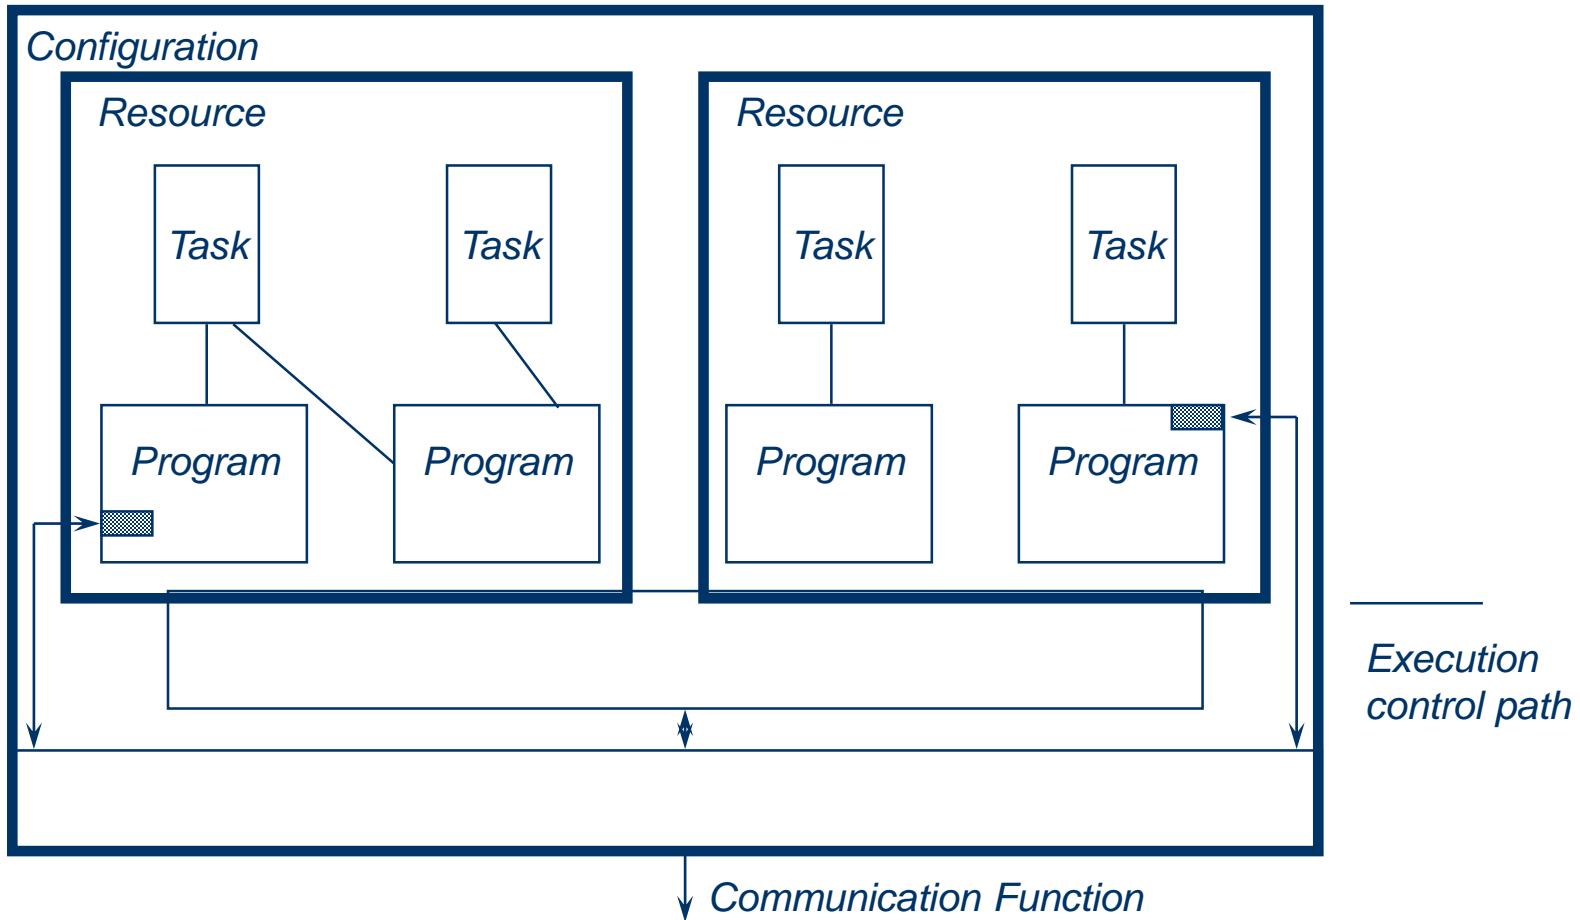 Configuration
Resource
Resource
Task
Task
Task
Task
Program
Program
Program
Program
Execution
control path
Communication Function